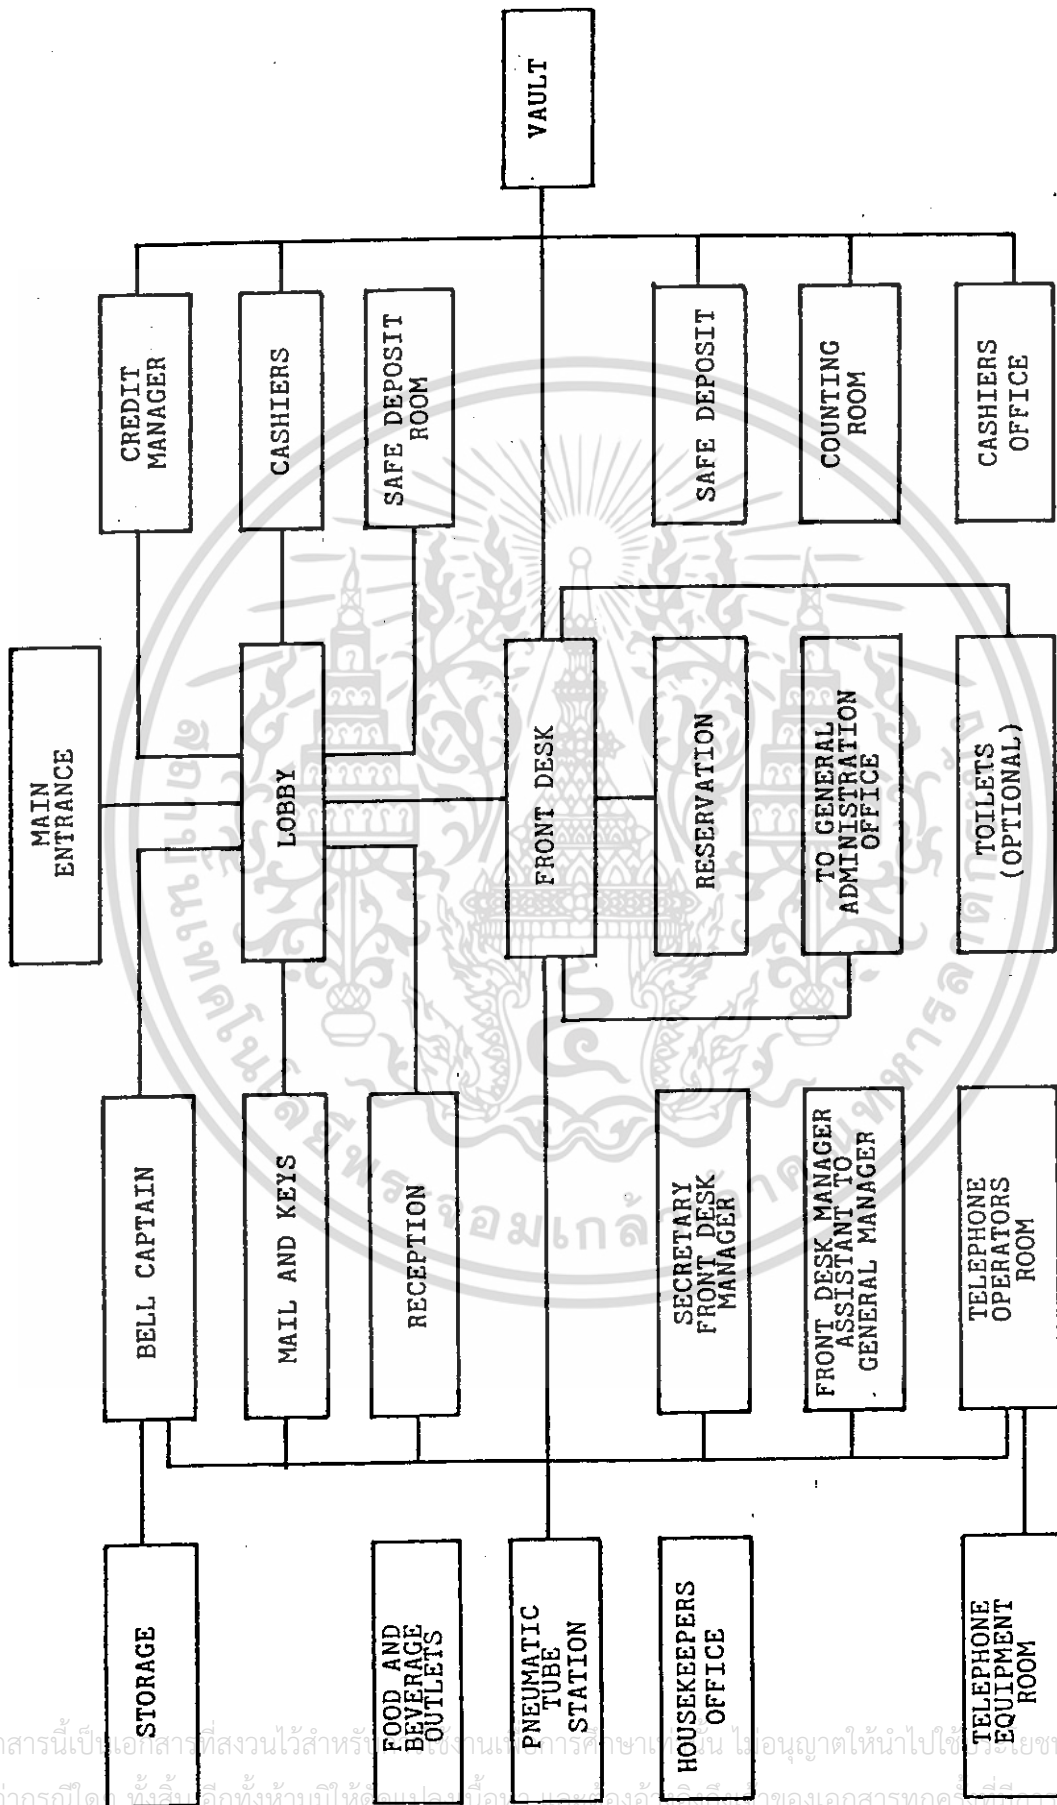 MAIN
ENTRANCE
STORAGE
BELL CAPTAIN
CREDIT
MANAGER
MAIL AND KEYS
LOBBY
CASHIERS
FOOD AND
BEVERAGE
OUTLETS
RECEPTION
SAFE DEPOSIT
ROOM
PNEUMATIC
TUBE
STATION
FRONT DESK
VAULT
HOUSEKEEPERS
OFFICE
SECRETARY
FRONT DESK
MANAGER
RESERVATION
SAFE DEPOSIT
FRONT DESK MANAGER
ASSISTANT TO
GENERAL MANAGER
TO GENERAL
ADMINISTRATION
OFFICE
COUNTING
ROOM
TELEPHONE
EQUIPMENT
ROOM
TELEPHONE
OPERATORS
ROOM
TOILETS
(OPTIONAL)
CASHIERS
OFFICE